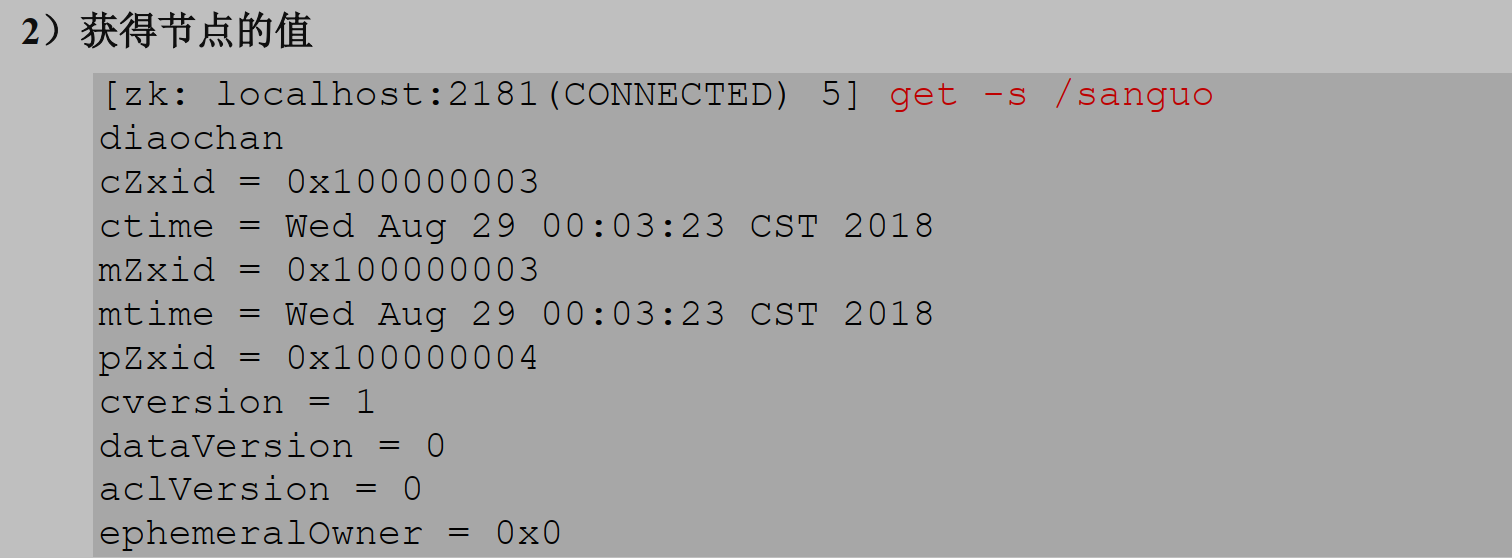 2）获得节点的值
[zk: localhost:2181(CONNECTED) 5] get -s /sanguo
diaochan
cZxid = 0x100000003
ctime = Wed Aug 29 00:03:23 CST 2018
mZxid = 0x100000003
mtime = Wed Aug 29 00:03:23 CST 2018
pZxid = 0x100000004
cversion = 1
dataVersion = 0
aclVersion = 0
ephemeralOwner = 0x0